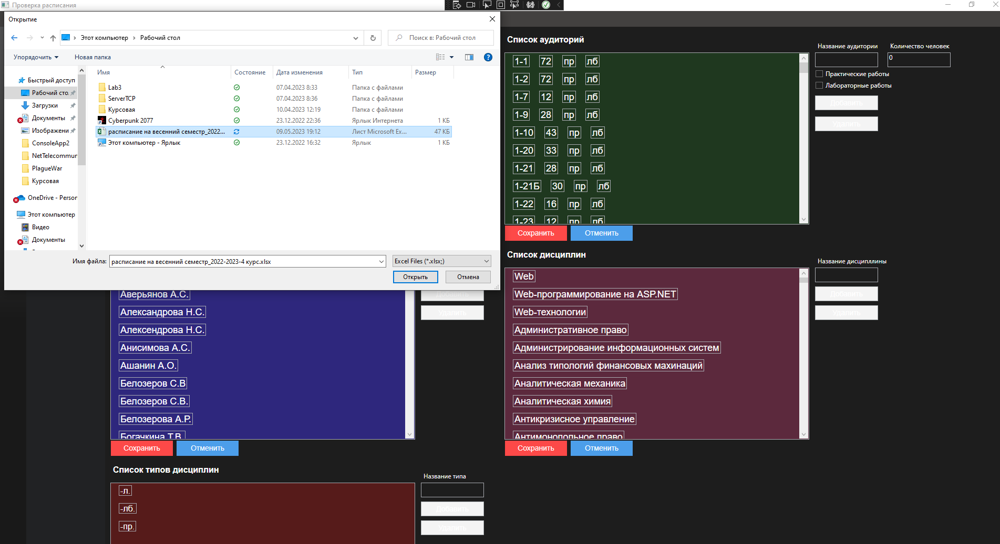 Проверка расписания
Открытие
Этот компьютер
Рабочий стол
Поиск в: Рабочий стол
Упорядочить
Новая папка
Быстрый доступ
Рабочий сто.
Загрузки
Документы
Изображени
ConsoleApp2
NetTelecommur
PlagueWar
Курсовая
OneDrive - Person
Этот компьютер
Видео
Документы
Имя Состояние Дата изменения Тип Размер
Lab3 07.04.2023 8:33 Папка с файлами
ServerTCP 07.04.2023 8:36 Папка с файлами
Курсовая 10.04.2023 12:19 Папка с файлами
Cyberpunk 2077 23.12.2022 22:36 Ярлык Интернета 1 КБ
расписание на весенний семестр_2022... 09.05.2023 19:12 Лист Microsoft Ex... 47 КБ
Этот компьютер - Ярлык 23.12.2022 16:32 Ярлык 1 КБ
Имя файла: расписание на весенний семестр_2022-2023-4 курс.xlsx
Excel Files (*.xlsx;)
Открыть Отмена
Аверьянов А.С.
Александрова Н.С.
Алексендрова Н.С.
Анисимова А.С.
Ашанин А.О.
Белозеров С.В
Белозеров С.В.
Белозерова А.Р.
Богачкина Т.В.
Добавить
Удалить
Сохранить Отменить
Список типов дисциплин
-л.
-лб.
-пр.
Название типа
Добавить
Удалить
Список аудиторий
1-1 72 пр лб
1-2 72 пр лб
1-7 12 пр лб
1-9 28 пр лб
1-10 43 пр лб
1-20 33 пр лб
1-21 28 пр лб
1-21Б 30 пр лб
1-22 16 пр лб
1-23 12 пр лб
Сохранить Отменить
Название аудитории Количество человек
0
Практические работы
Лабораторные работы
Добавить
Удалить
Список дисциплин
Web
Web-программирование на ASP.NET
Web-технологии
Административное право
Администрирование информационных систем
Анализ типологий финансовых махинаций
Аналитическая механика
Аналитическая химия
Антикризисное управление
Антимонопольное право
Сохранить Отменить
Название дисципллины
Добавить
Удалить